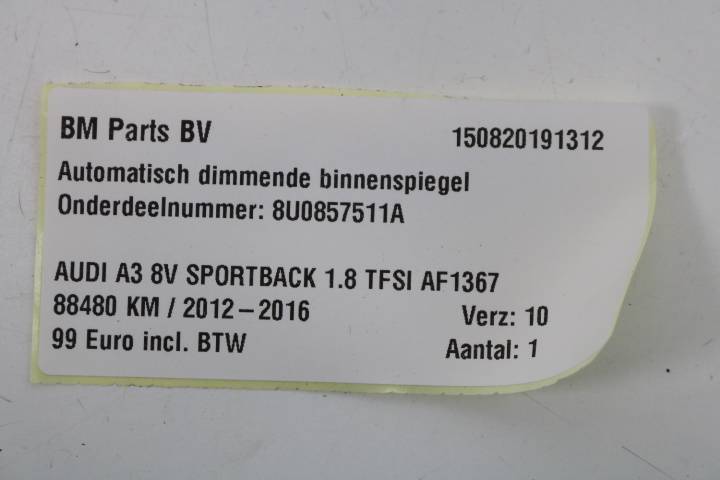 BM Parts BV 150820191312
Automatisch dimmende binnenspiegel
Onderdeelnummer: 8U0857511A
AUDI A3 8V SPORTBACK 1.8 TFSI AF1367
88480 KM / 2012-2016 Verz: 10
99 Euro incl. BTW Aantal: 1